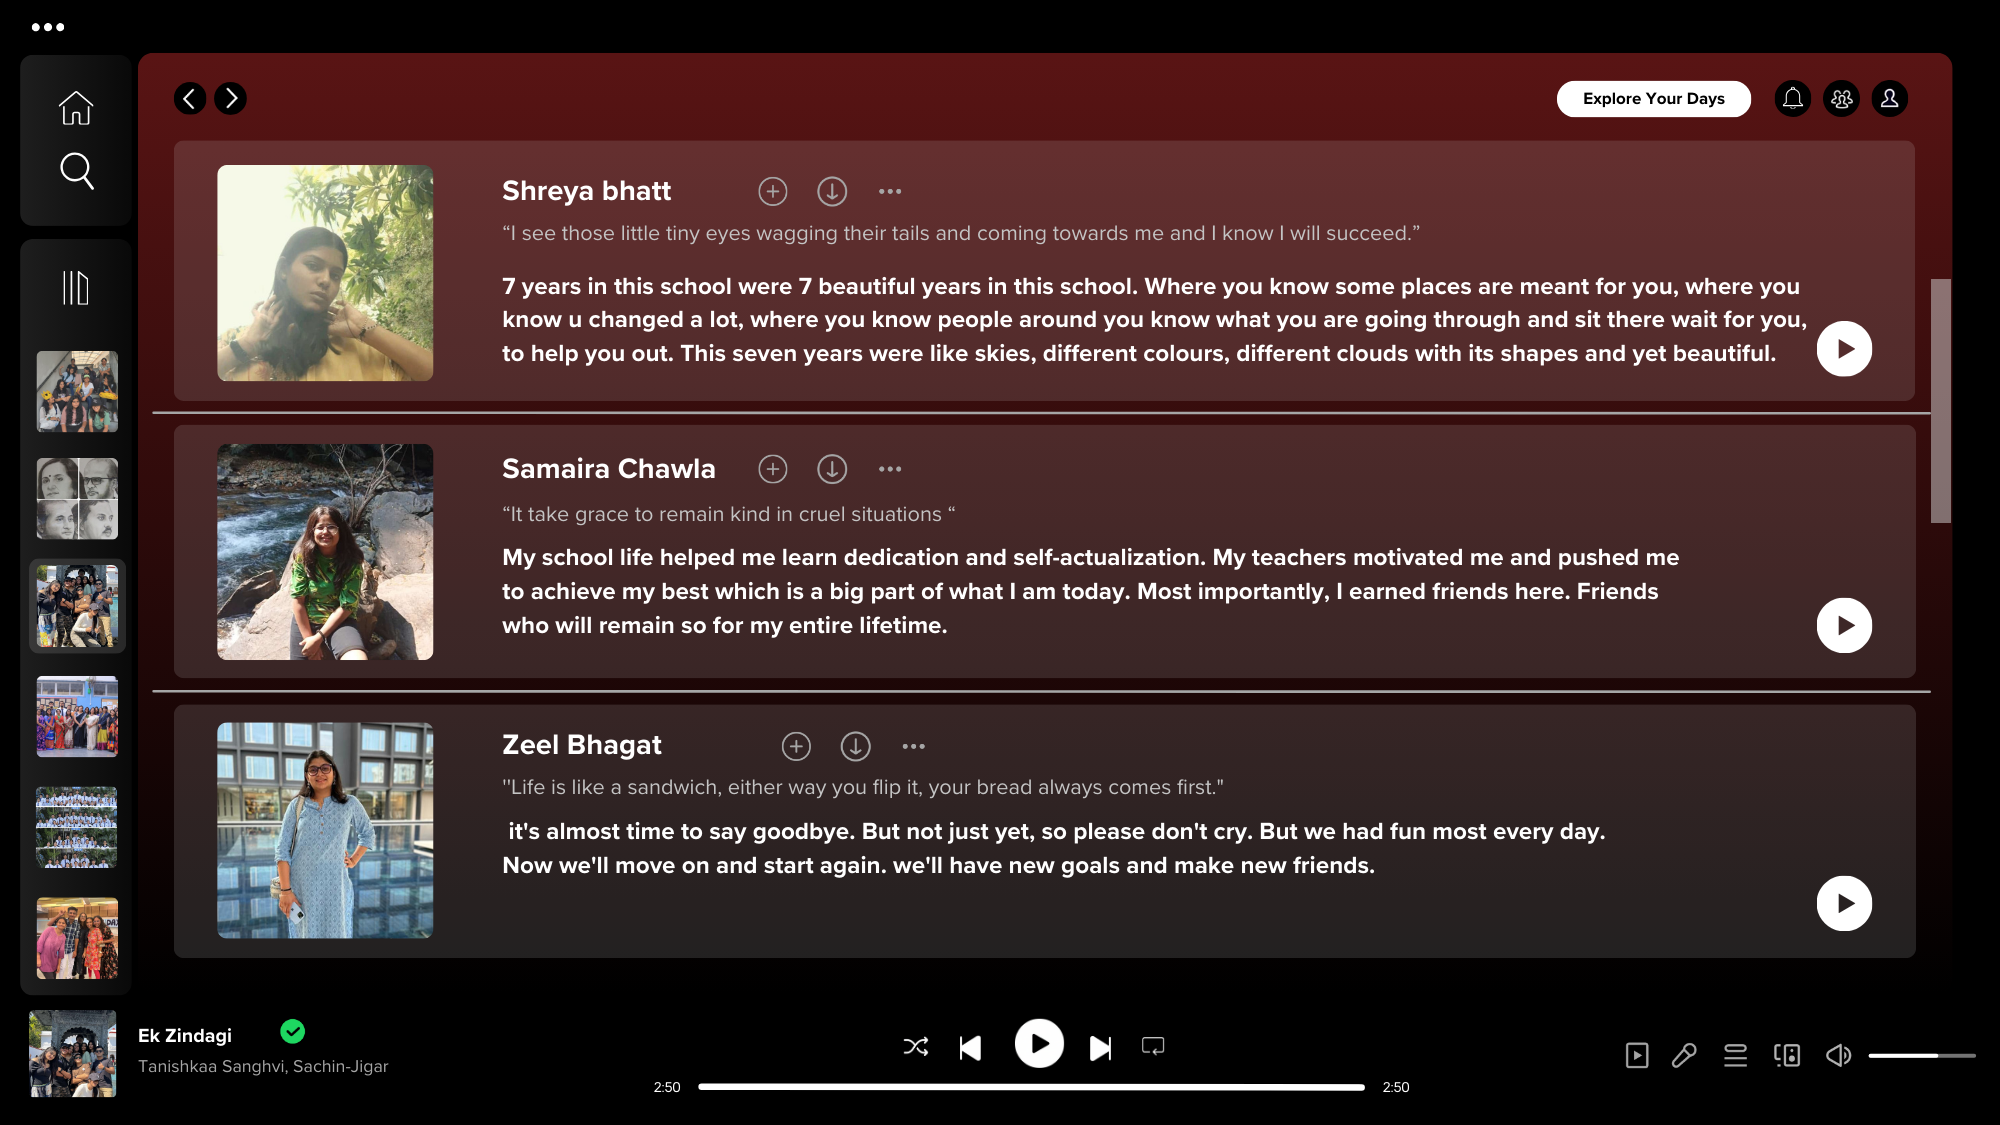 Explore Your Days
Shreya bhatt
“I see those little tiny eyes wagging their tails and coming towards me and I know I will succeed.”
7 years in this school were 7 beautiful years in this school. Where you know some places are meant for you, where you
know u changed a lot, where you know people around you know what you are going through and sit there wait for you,
to help you out. This seven years were like skies, different colours, different clouds with its shapes and yet beautiful.
Samaira Chawla
“It take grace to remain kind in cruel situations “
My school life helped me learn dedication and self-actualization. My teachers motivated me and pushed me
to achieve my best which is a big part of what I am today. Most importantly, I earned friends here. Friends
who will remain so for my entire lifetime.
Zeel Bhagat
''Life is like a sandwich, either way you flip it, your bread always comes first."
it's almost time to say goodbye. But not just yet, so please don't cry. But we had fun most every day.
Now we'll move on and start again. we'll have new goals and make new friends.
Ek Zindagi
Tanishkaa Sanghvi, Sachin-Jigar
2:50
2:50